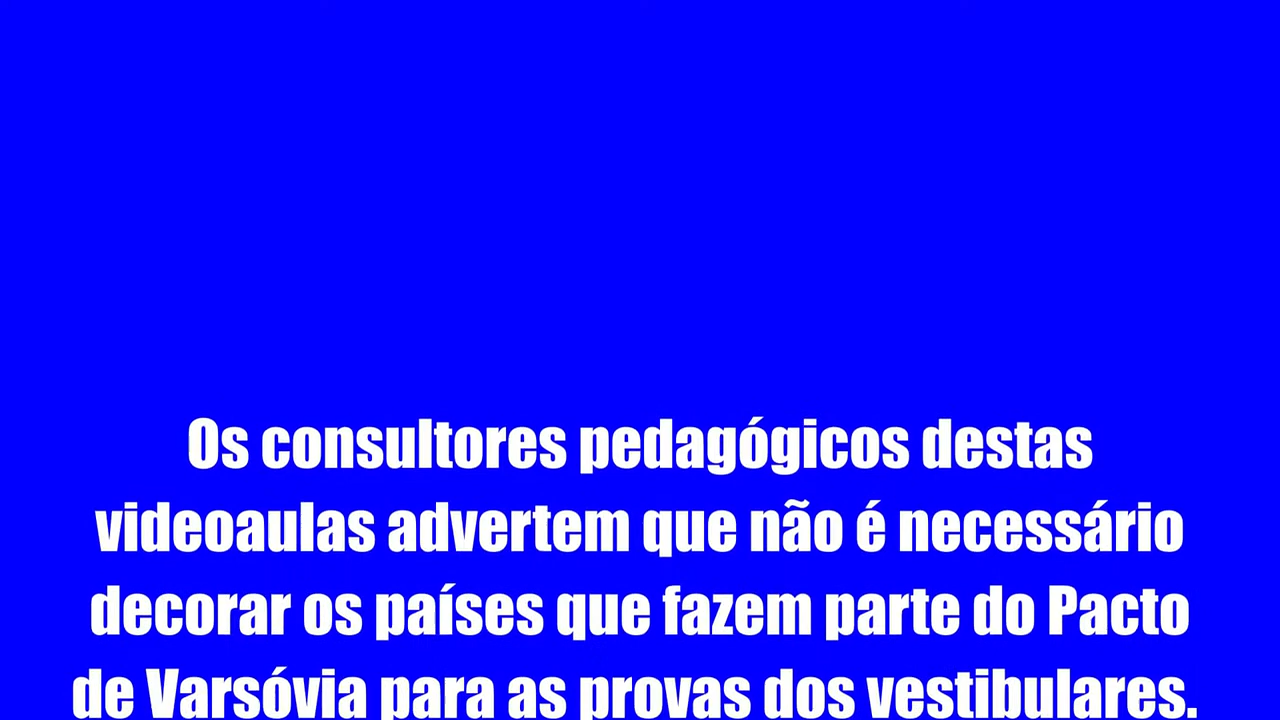 Os consultores pedagógicos destas
videoaulas advertem que não é necessário
decorar os países que fazem parte do Pacto
de Varsóvia para as provas dos vestibulares.